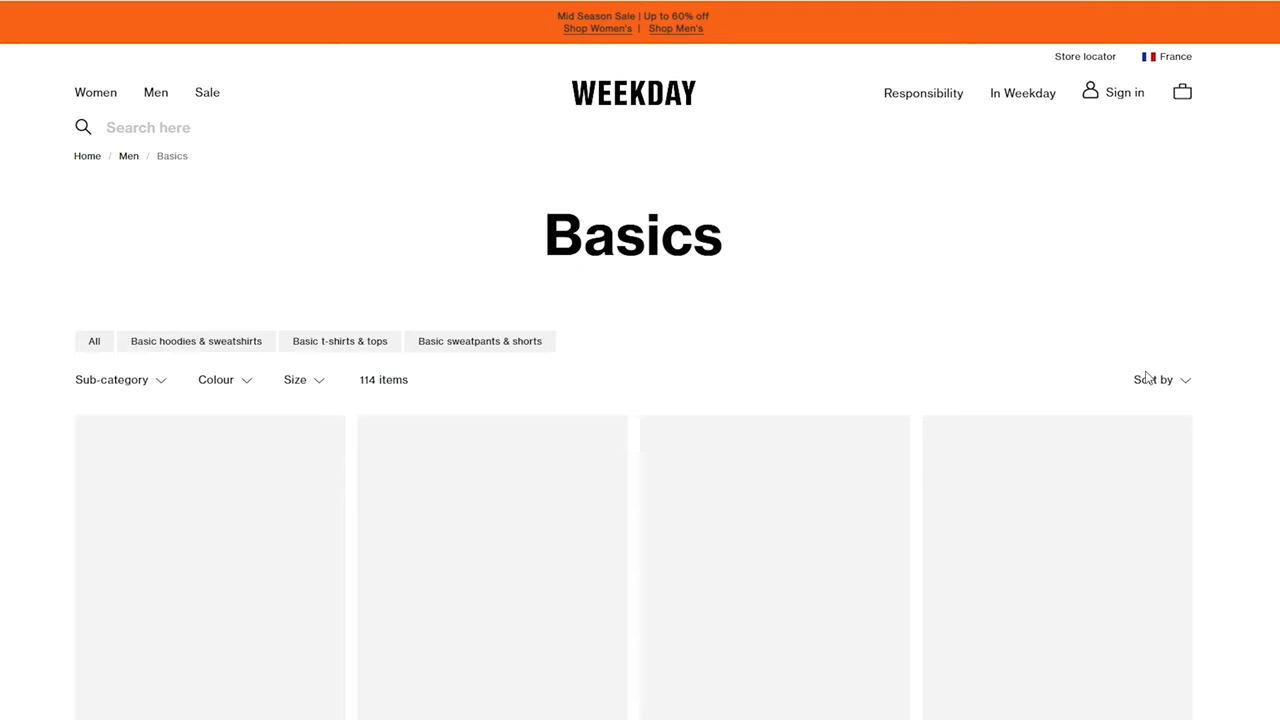 Mid Season Sale | Up to 60% off
Shop Women's | Shop Men's
Store locator France
Women Men Sale WEEKDAY Responsibility In Weekday Sign in
Search here
Home / Men / Basics
Basics
All Basic hoodies & sweatshirts Basic t-shirts & tops Basic sweatpants & shorts
Sub-category Colour Size 114 items Sort by